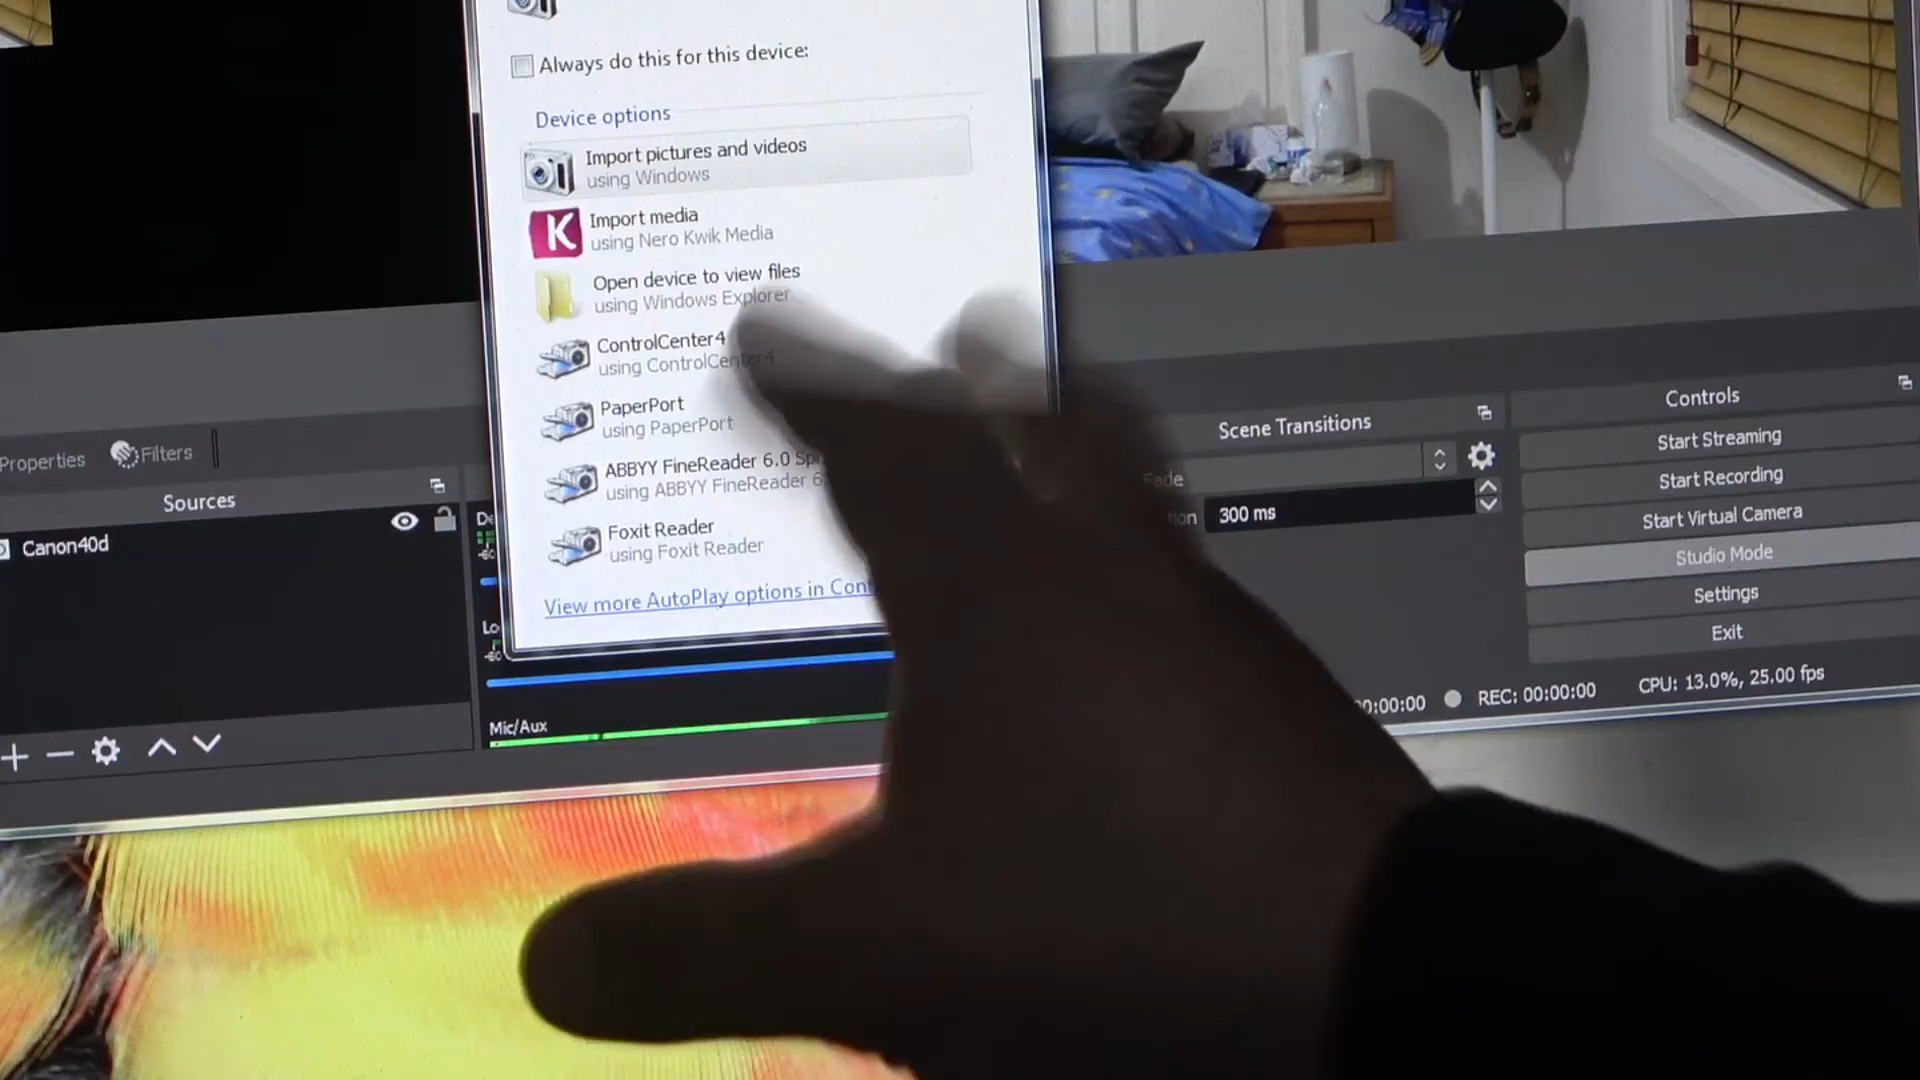 Always do this for this device:
Device options
Import pictures and videos
using Windows
Import media
using Nero Kwik Media
Open device to view files
using Windows Explorer
ControlCenter4
using ControlCenter4
PaperPort
using PaperPort
ABBYY FineReader 6.0
using ABBYY FineReader
Foxit Reader
using Foxit Reader
View more AutoPlay options in
Properties
Filters
Sources
Canon40d
Mic/Aux
Scene Transitions
Fade
300 ms
Controls
Start Streaming
Start Recording
Start Virtual Camera
Studio Mode
Settings
Exit
REC: 00:00:00
CPU: 13.0%, 25.00 fps